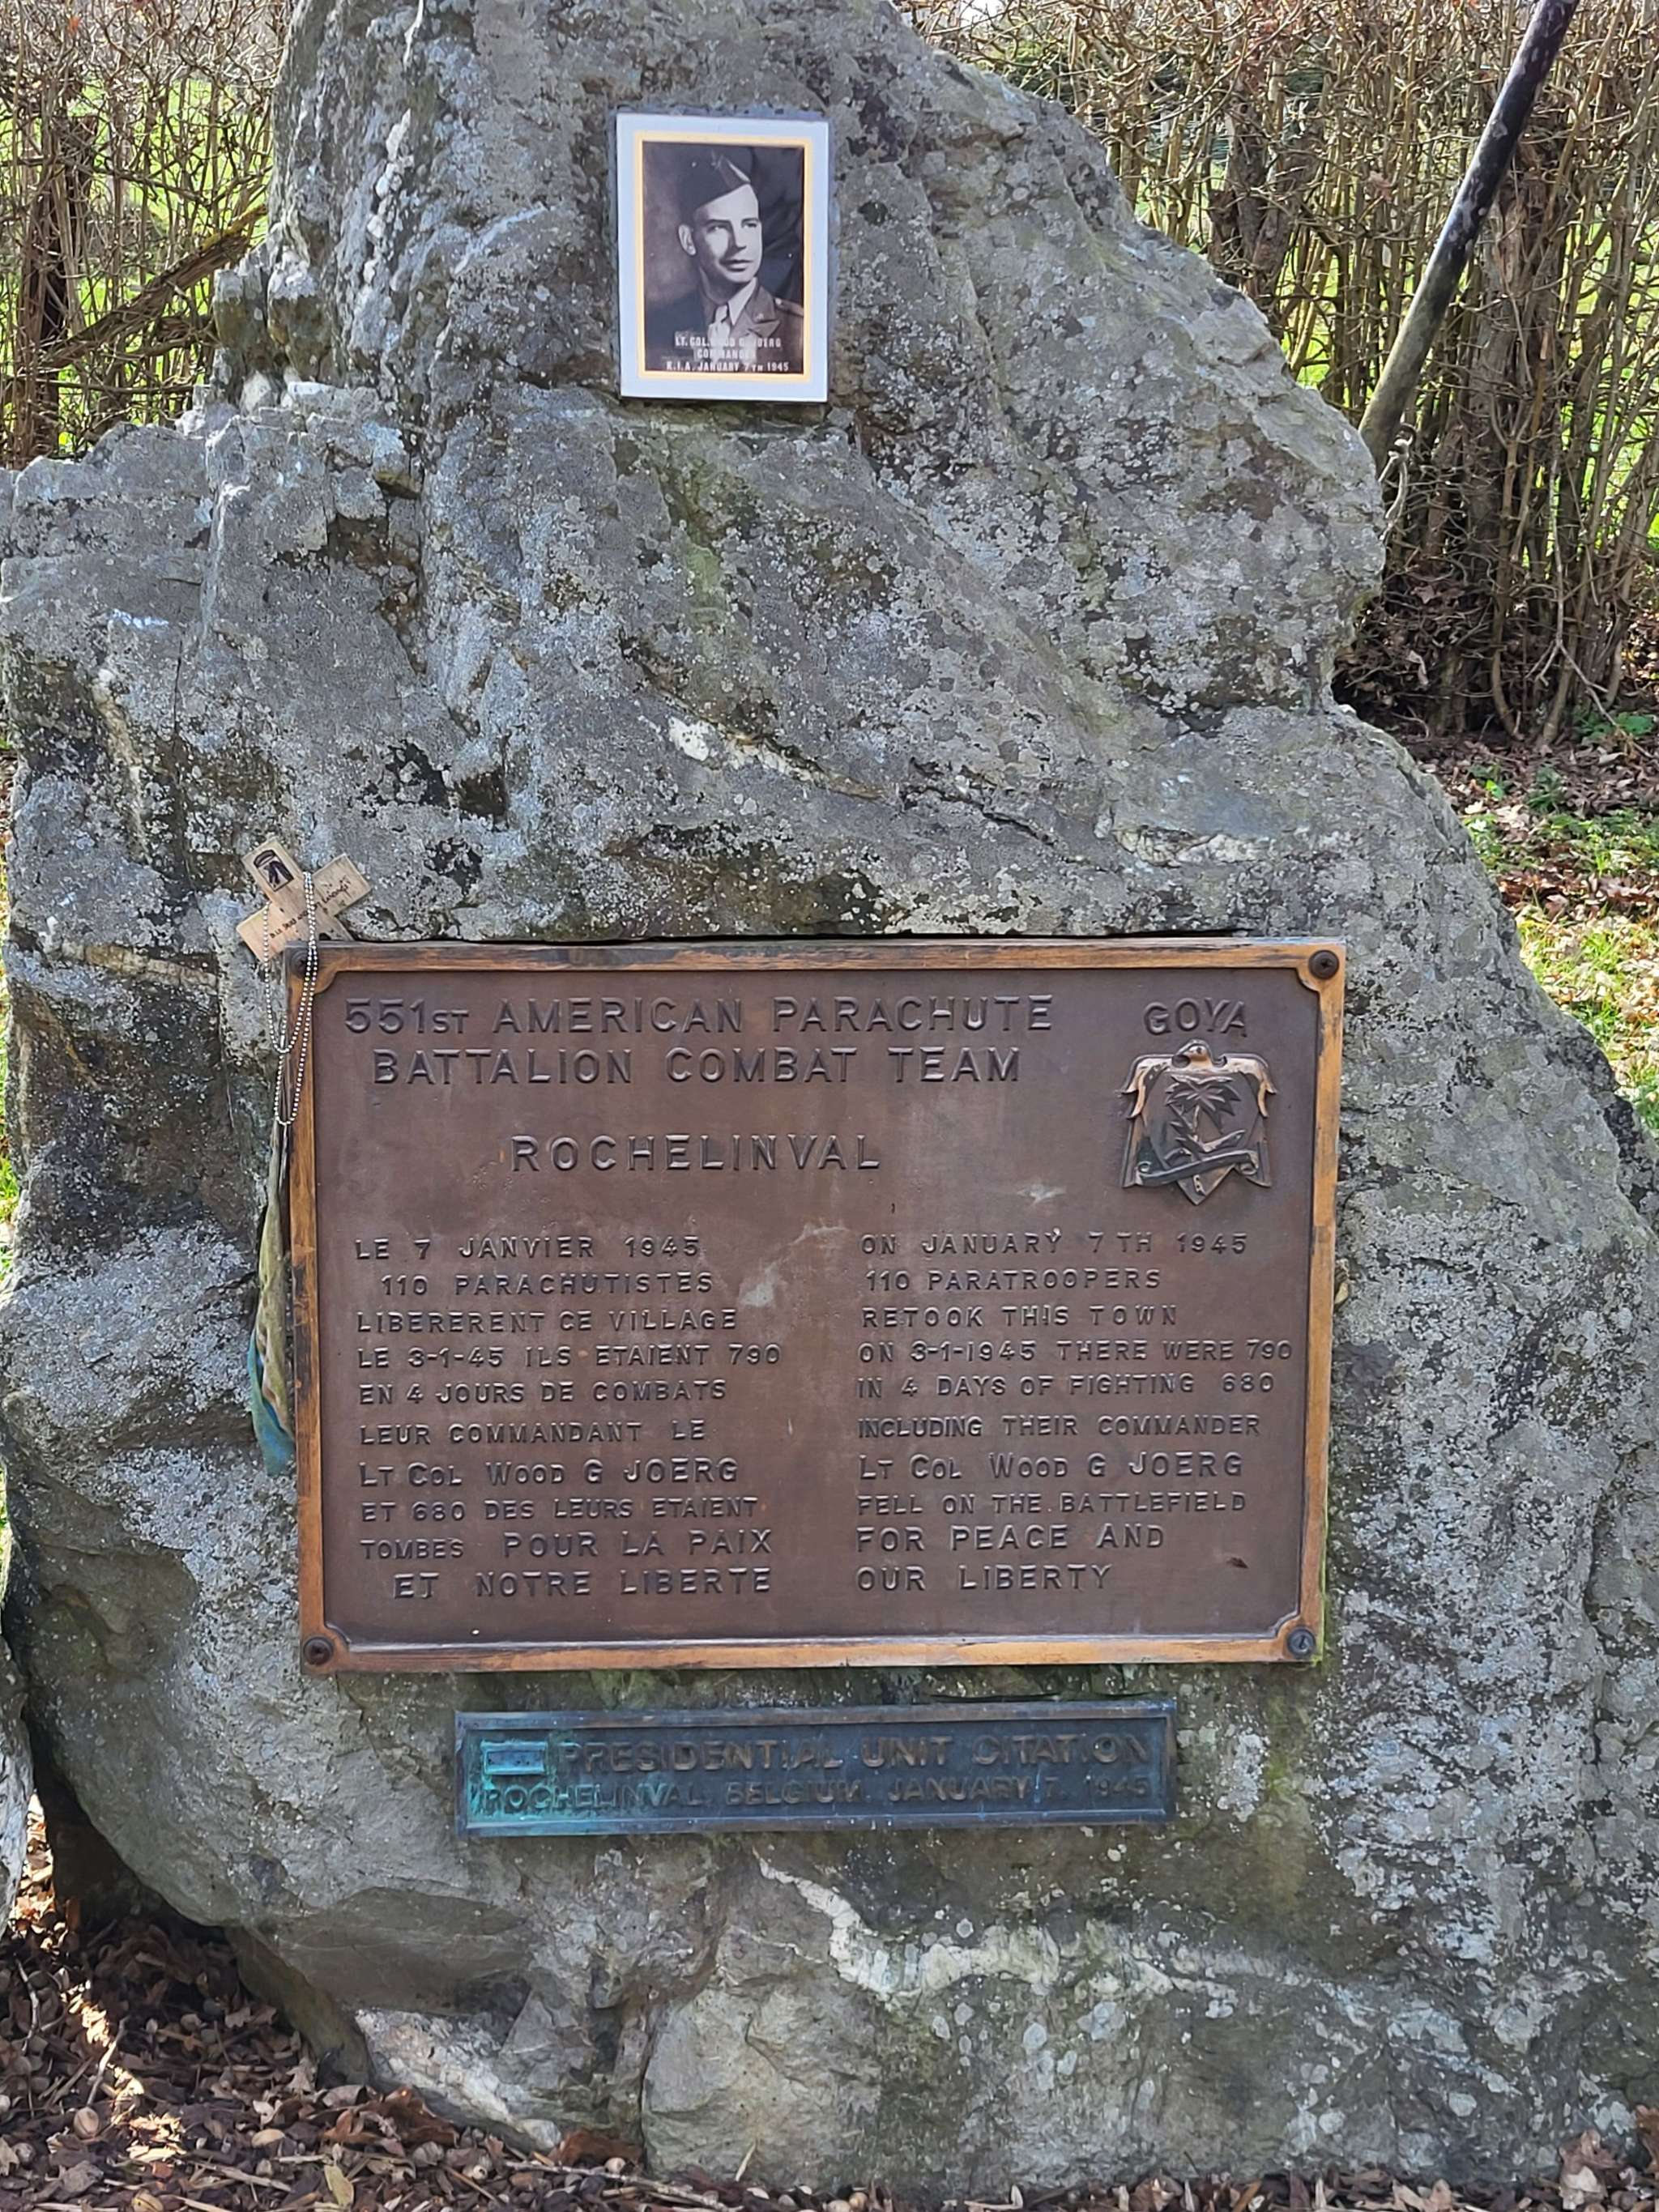 LT. COL. WOOD G. JOERG
COMMANDER
K.I.A. JANUARY 7TH 1945
551ST AMERICAN PARACHUTE
BATTALION COMBAT TEAM
GOYA
ROCHELINVAL
LE 7 JANVIER 1945
110 PARACHUTISTES
LIBERERENT CE VILLAGE
LE 3-1-45 ILS ETAIENT 790
EN 4 JOURS DE COMBATS
LEUR COMMANDANT LE
LT COL WOOD G JOERG
ET 680 DES LEURS ETAIENT
TOMBES POUR LA PAIX
ET NOTRE LIBERTE
ON JANUARY 7TH 1945
110 PARATROOPERS
RETOOK THIS TOWN
ON 3-1-1945 THERE WERE 790
IN 4 DAYS OF FIGHTING 680
INCLUDING THEIR COMMANDER
LT COL WOOD G JOERG
FELL ON THE BATTLEFIELD
FOR PEACE AND
OUR LIBERTY
PRESIDENTIAL UNIT CITATION
ROCHELINVAL, BELGIUM, JANUARY 7, 1945